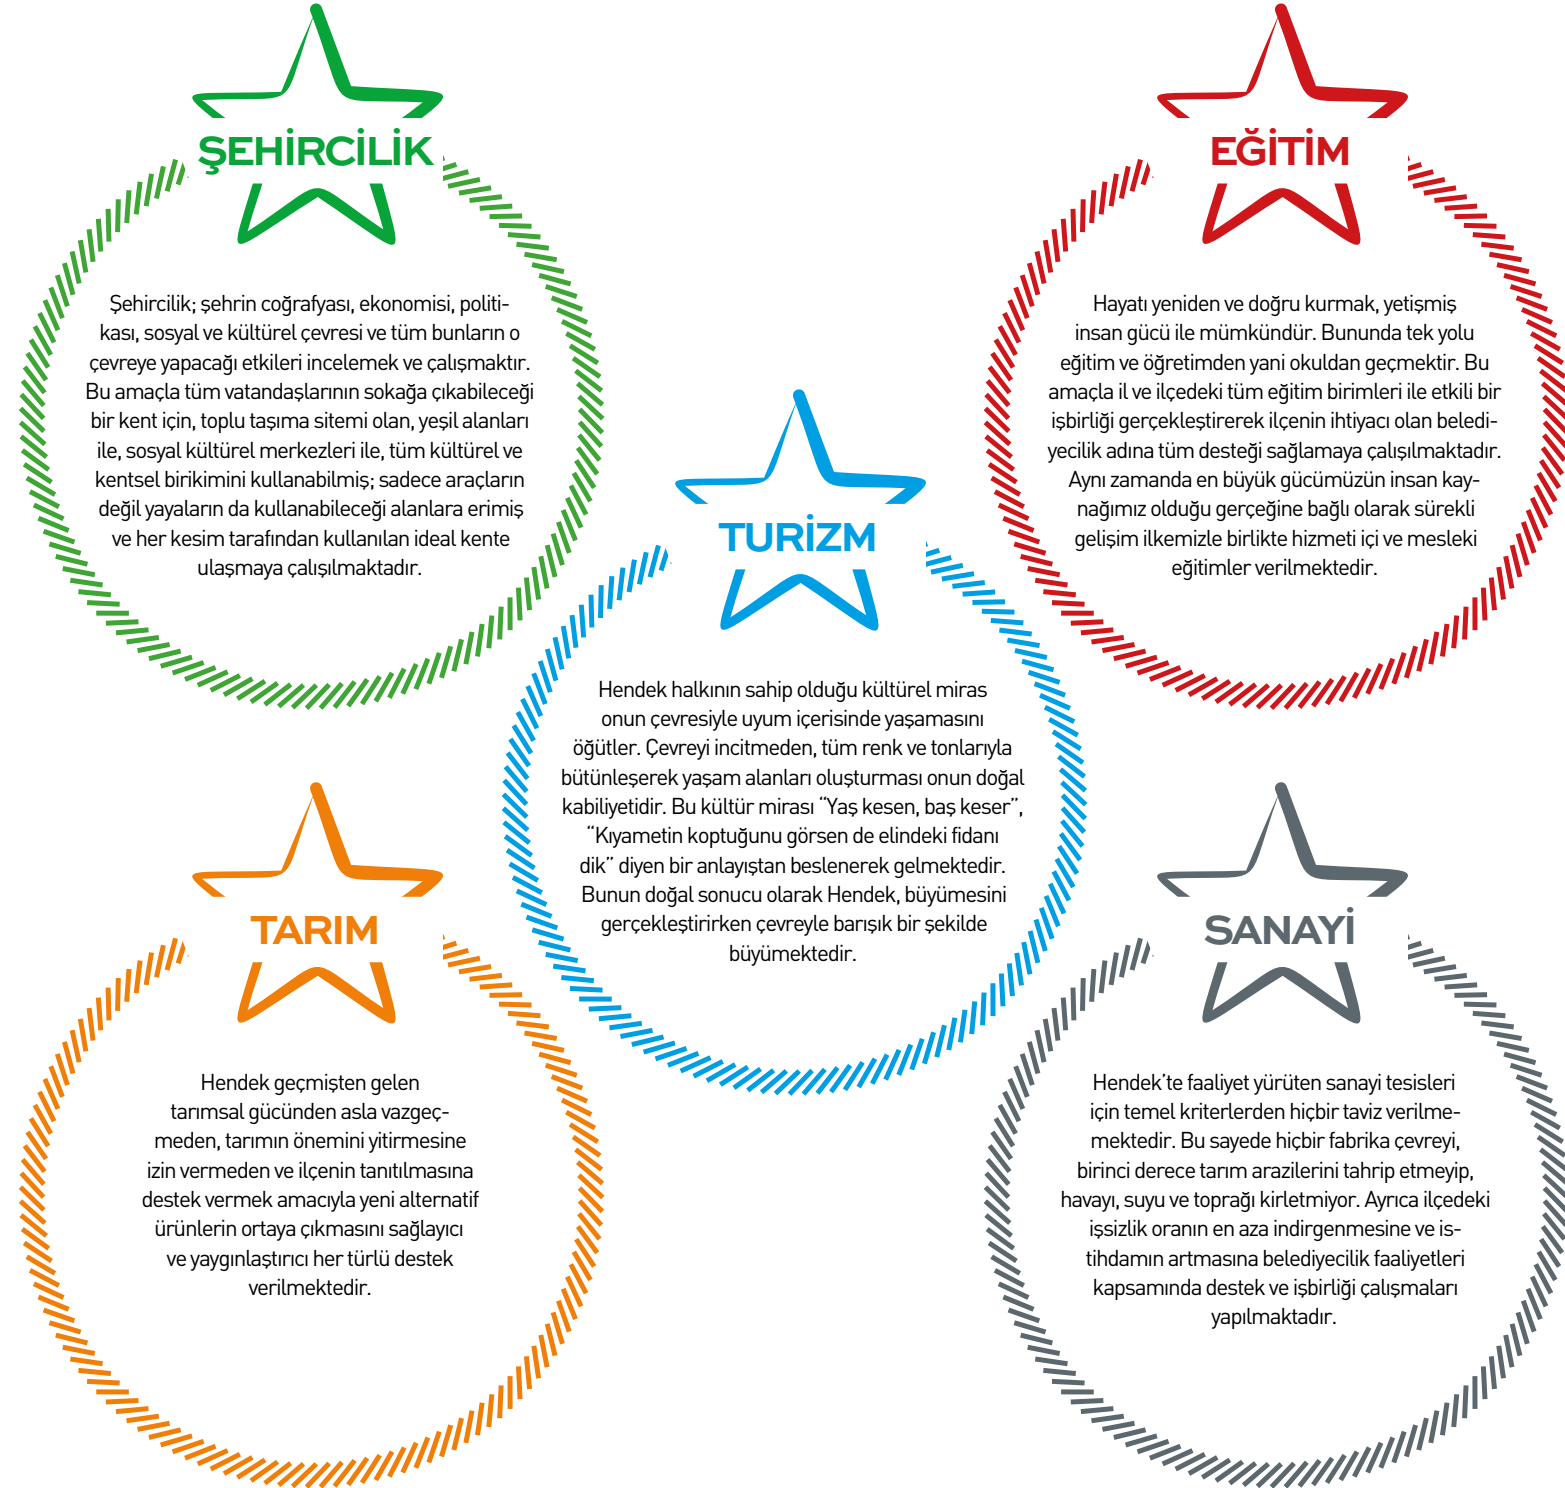 ŞEHİRCİLİK
Şehircilik; şehrin coğrafyası, ekonomisi, politi-
kası, sosyal ve kültürel çevresi ve tüm bunların o
çevreye yapacağı etkileri incelemek ve çalışmaktır.
Bu amaçla tüm vatandaşlarının sokağa çıkabileceği
bir kent için, toplu taşıma sitemi olan, yeşil alanları
ile, sosyal kültürel merkezleri ile, tüm kültürel ve
kentsel birikimini kullanabilmiş; sadece araçların
değil yayaların da kullanabileceği alanlara erimiş
ve her kesim tarafından kullanılan ideal kente
ulaşmaya çalışılmaktadır.
EĞİTİM
Hayatı yeniden ve doğru kurmak, yetişmiş
insan gücü ile mümkündür. Bununda tek yolu
eğitim ve öğretimden yani okuldan geçmektir. Bu
amaçla il ve ilçedeki tüm eğitim birimleri ile etkili bir
işbirliği gerçekleştirerek ilçenin ihtiyacı olan beledi-
yecilik adına tüm desteği sağlamaya çalışılmaktadır.
Aynı zamanda en büyük gücümüzün insan kay-
nağımız olduğu gerçeğine bağlı olarak sürekli
gelişim ilkemizle birlikte hizmeti içi ve mesleki
eğitimler verilmektedir.
TURİZM
Hendek halkının sahip olduğu kültürel miras
onun çevresiyle uyum içerisinde yaşamasını
öğütler. Çevreyi incitmeden, tüm renk ve tonlarıyla
bütünleşerek yaşam alanları oluşturması onun doğal
kabiliyetidir. Bu kültür mirası “Yaş kesen, baş keser”,
“Kıyametin koptuğunu görsen de elindeki fidanı
dik” diyen bir anlayıştan beslenerek gelmektedir.
Bunun doğal sonucu olarak Hendek, büyümesini
gerçekleştirirken çevreyle barışık bir şekilde
büyümektedir.
TARIM
Hendek geçmişten gelen
tarımsal gücünden asla vazgeç-
meden, tarımın önemini yitirmesine
izin vermeden ve ilçenin tanıtılmasına
destek vermek amacıyla yeni alternatif
ürünlerin ortaya çıkmasını sağlayıcı
ve yaygınlaştırıcı her türlü destek
verilmektedir.
SANAYİ
Hendek’te faaliyet yürüten sanayi tesisleri
için temel kriterlerden hiçbir taviz verilme-
mektedir. Bu sayede hiçbir fabrika çevreyi,
birinci derece tarım arazilerini tahrip etmeyip,
havayı, suyu ve toprağı kirletmiyor. Ayrıca ilçedeki
işsizlik oranın en aza indirgenmesine ve is-
tihdamın artmasına belediyecilik faaliyetleri
kapsamında destek ve işbirliği çalışmaları
yapılmaktadır.